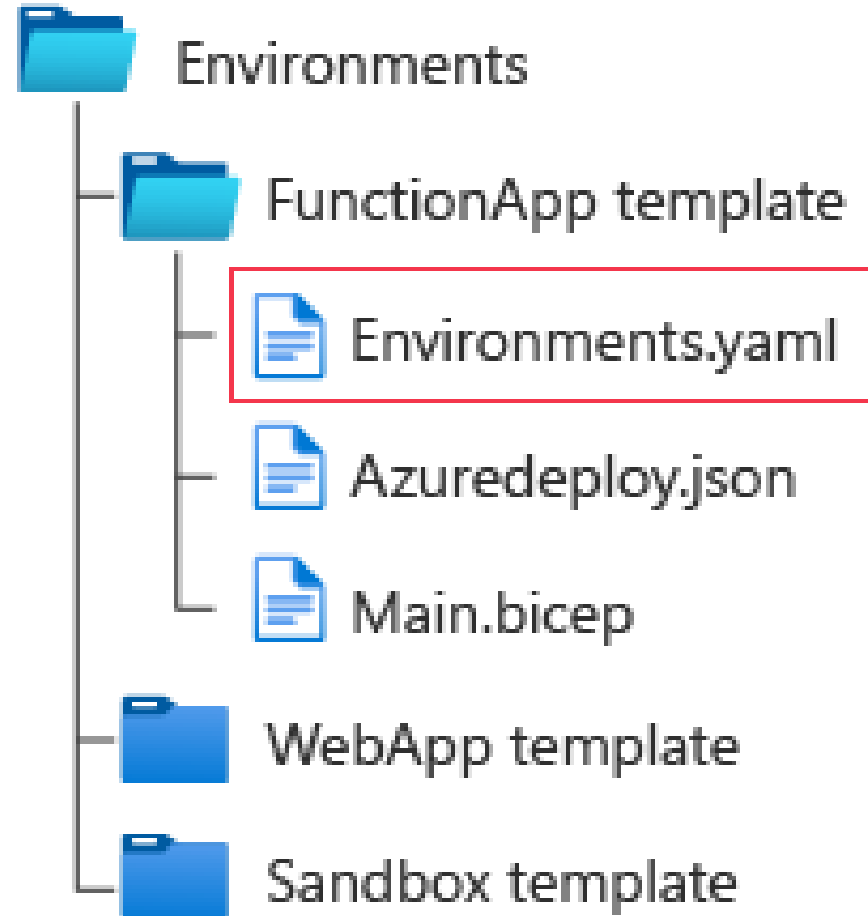 Environments
FunctionApp template
Environments.yaml
Azuredeploy.json
Main.bicep
WebApp template
Sandbox template